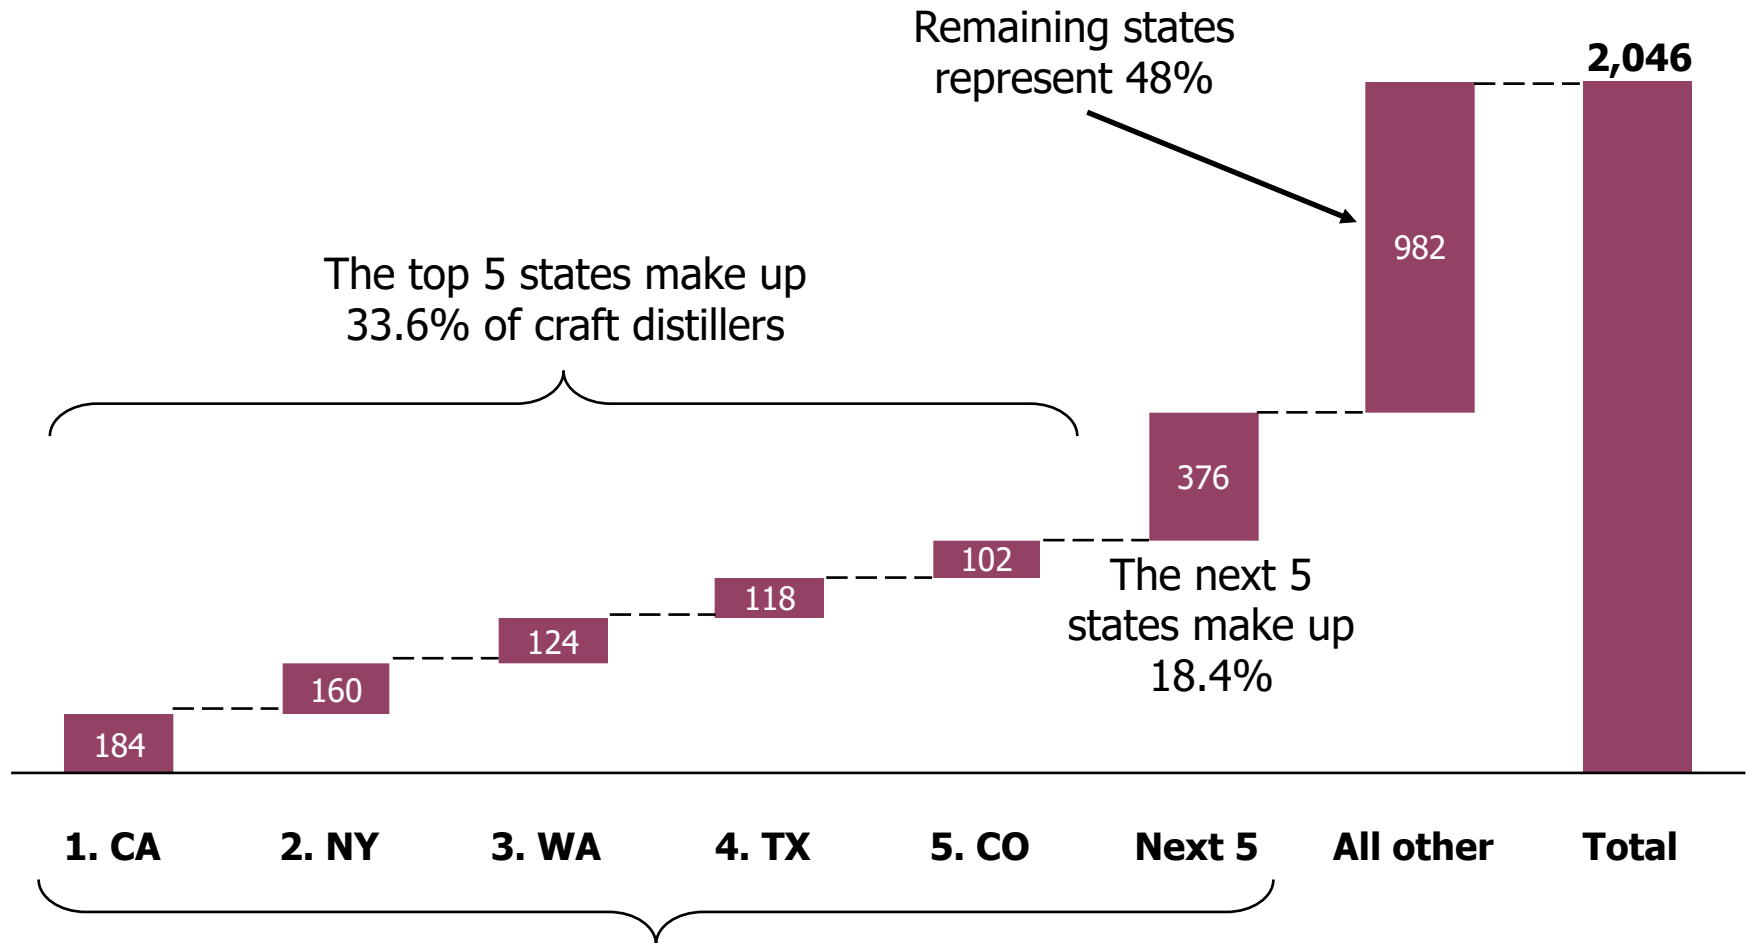 Remaining states
represent 48%
2,046
982
The top 5 states make up
33.6% of craft distillers
376
102
The next 5
states make up
18.4%
118
124
160
184
1. CA 2. NY 3. WA 4. TX 5. CO Next 5 All other Total